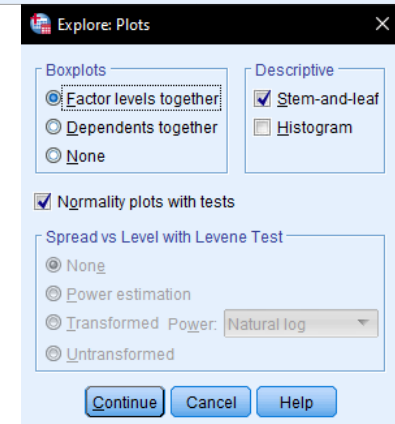 Explore: Plots
Boxplots
Factor levels together
Dependents together
None
Descriptive
Stem-and-leaf
Histogram
Normality plots with tests
Spread vs Level with Levene Test
None
Power estimation
Transformed Power: Natural log
Untransformed
Continue Cancel Help